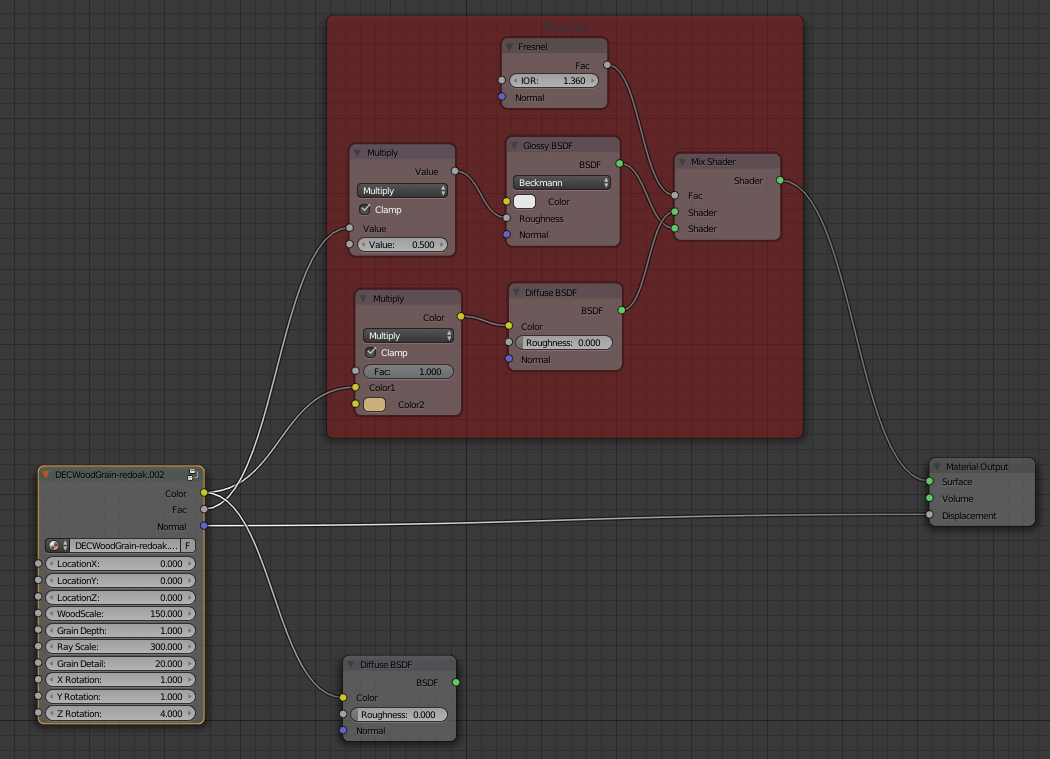 Fresnel
Fac
IOR: 1.360
Normal
Multiply
Value
Multiply
Clamp
Value
Value: 0.500
Glossy BSDF
BSDF
Beckmann
Color
Roughness
Normal
Mix Shader
Shader
Fac
Shader
Shader
Multiply
Color
Multiply
Clamp
Fac: 1.000
Color1
Color2
Diffuse BSDF
BSDF
Color
Roughness: 0.000
Normal
DECWoodGrain-redoak.002
Color
Fac
Normal
DECWoodGrain-redoak.... F
LocationX: 0.000
LocationY: 0.000
LocationZ: 0.000
WoodScale: 150.000
Grain Depth: 1.000
Ray Scale: 300.000
Grain Detail: 20.000
X Rotation: 1.000
Y Rotation: 1.000
Z Rotation: 4.000
Material Output
Surface
Volume
Displacement
Diffuse BSDF
BSDF
Color
Roughness: 0.000
Normal